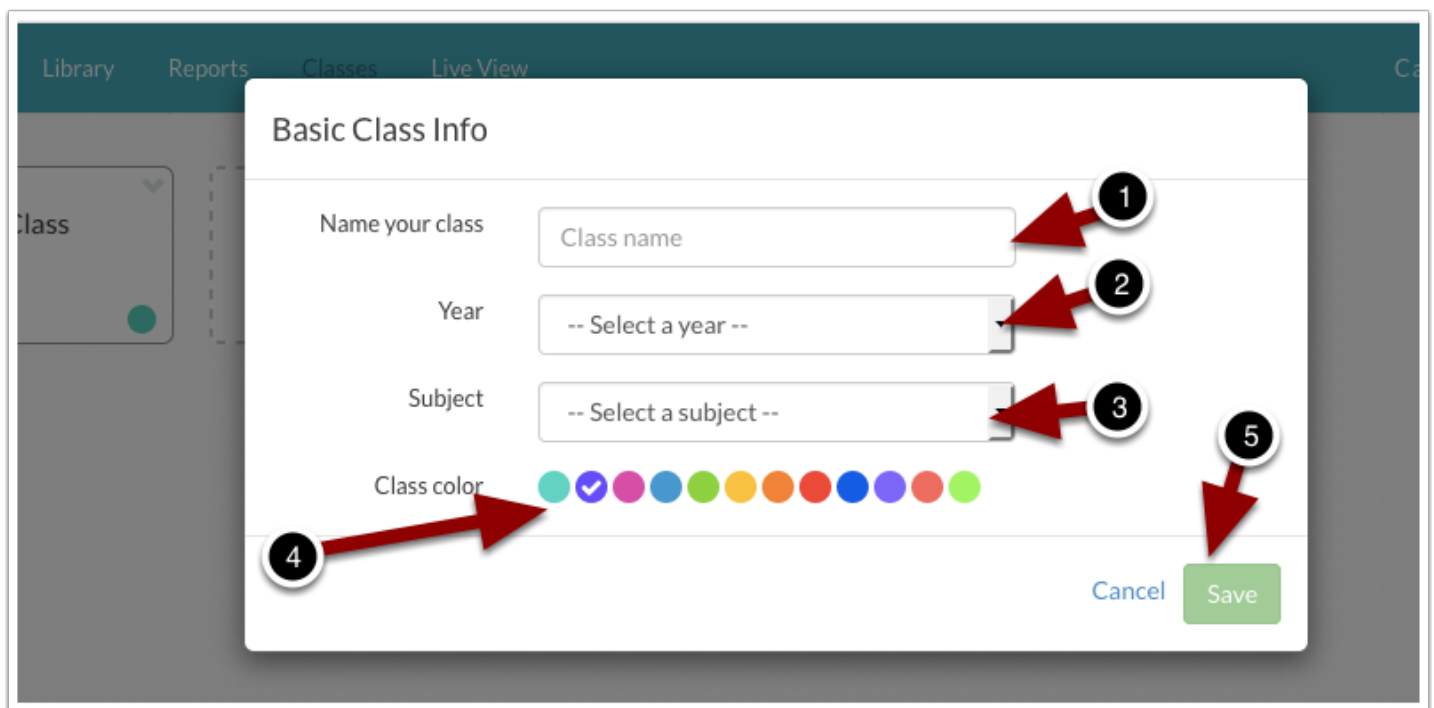 Library Reports Classes Live View Ca
Basic Class Info
Class
Name your class
Class name
1
Year
-- Select a year --
2
Subject
-- Select a subject --
3
Class color
4
5
Cancel Save